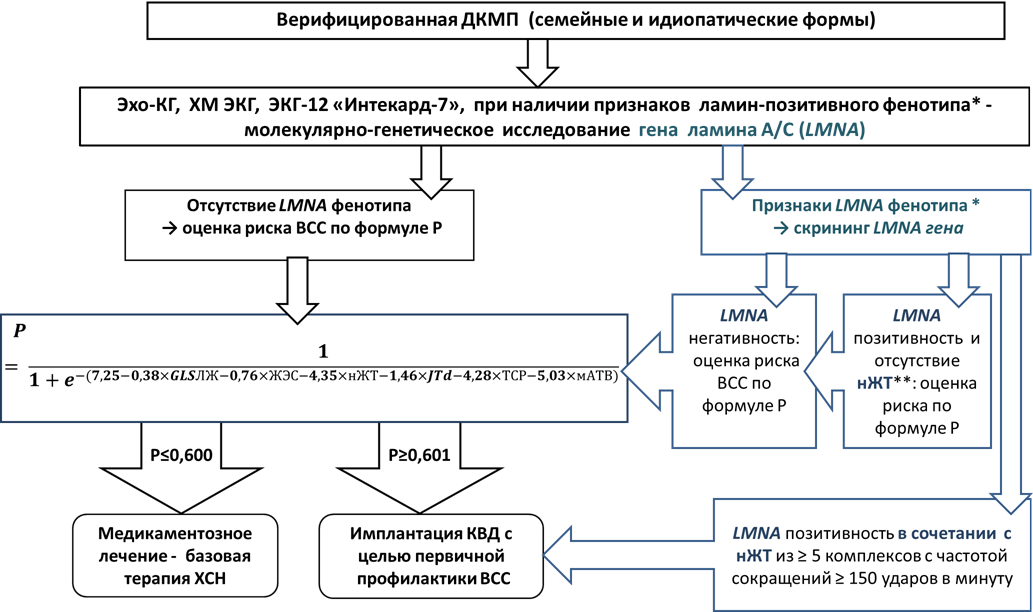 Верифицированная ДКМП (семейные и идиопатические формы)
Эхо-КГ, ХМ ЭКГ, ЭКГ-12 «Интекард-7», при наличии признаков ламин-позитивного фенотипа* -
молекулярно-генетическое исследование гена ламина А/С (LMNA)
Отсутствие LMNA фенотипа
→ оценка риска ВСС по формуле Р
Признаки LMNA фенотипа *
→ скрининг LMNA гена
P
= 1
1 + e^−(7,25−0,38×GLSЛЖ−0,76×ЖЭС−4,35×нЖТ−1,46×JTd−4,28×ТСР−5,03×мАТВ)
LMNA
негативность:
оценка риска
ВСС по
формуле Р
LMNA
позитивность и
отсутствие
нЖТ**: оценка
риска по
формуле Р
Р≤0,600
Р≥0,601
Медикаментозное
лечение - базовая
терапия ХСН
Имплантация КВД с
целью первичной
профилактики ВСС
LMNA позитивность в сочетании с
нЖТ из ≥ 5 комплексов с частотой
сокращений ≥ 150 ударов в минуту